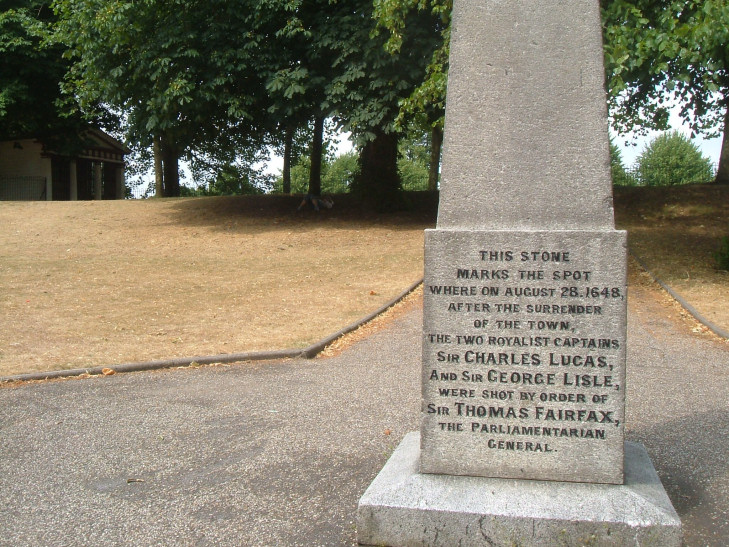 THIS STONE
MARKS THE SPOT
WHERE ON AUGUST 28.1648,
AFTER THE SURRENDER
OF THE TOWN,
THE TWO ROYALIST CAPTAINS
SIR CHARLES LUCAS,
AND SIR GEORGE LISLE,
WERE SHOT BY ORDER OF
SIR THOMAS FAIRFAX,
THE PARLIAMENTARIAN
GENERAL.